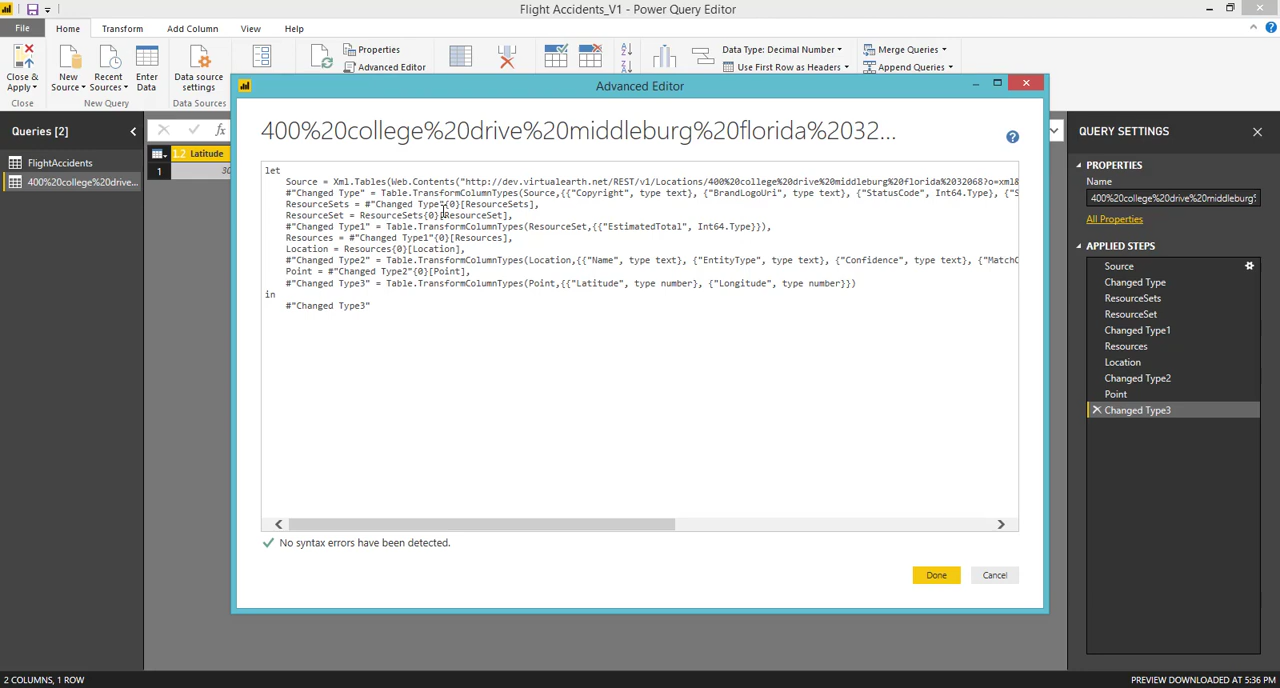 Flight Accidents_V1 - Power Query Editor
File
Home
Transform
Add Column
View
Help
Close &
Apply
Close
New
Source
Recent
Sources
Enter
Data
New Query
Data source
settings
Data Sources
Properties
Advanced Editor
Data Type: Decimal Number
Use First Row as Headers
Merge Queries
Append Queries
Queries [2]
FlightAccidents
400%20college%20drive...
fx
1.2 Latitude
1
30
Advanced Editor
400%20college%20drive%20middleburg%20florida%2032...
let
Source = Xml.Tables(Web.Contents("http://dev.virtualearth.net/REST/v1/Locations/400%20college%20drive%20middleburg%20florida%2032068?o=xml&
#"Changed Type" = Table.TransformColumnTypes(Source,{{"Copyright", type text}, {"BrandLogoUri", type text}, {"StatusCode", Int64.Type}, {"S
ResourceSets = #"Changed Type"{0}[ResourceSets],
ResourceSet = ResourceSets{0}[ResourceSet],
#"Changed Type1" = Table.TransformColumnTypes(ResourceSet,{{"EstimatedTotal", Int64.Type}}),
Resources = #"Changed Type1"{0}[Resources],
Location = Resources{0}[Location],
#"Changed Type2" = Table.TransformColumnTypes(Location,{{"Name", type text}, {"EntityType", type text}, {"Confidence", type text}, {"MatchC
Point = #"Changed Type2"{0}[Point],
#"Changed Type3" = Table.TransformColumnTypes(Point,{{"Latitude", type number}, {"Longitude", type number}})
in
#"Changed Type3"
No syntax errors have been detected.
Done
Cancel
QUERY SETTINGS
PROPERTIES
Name
400%20college%20drive%20middleburg%
All Properties
APPLIED STEPS
Source
Changed Type
ResourceSets
ResourceSet
Changed Type1
Resources
Location
Changed Type2
Point
Changed Type3
2 COLUMNS, 1 ROW
PREVIEW DOWNLOADED AT 5:36 PM